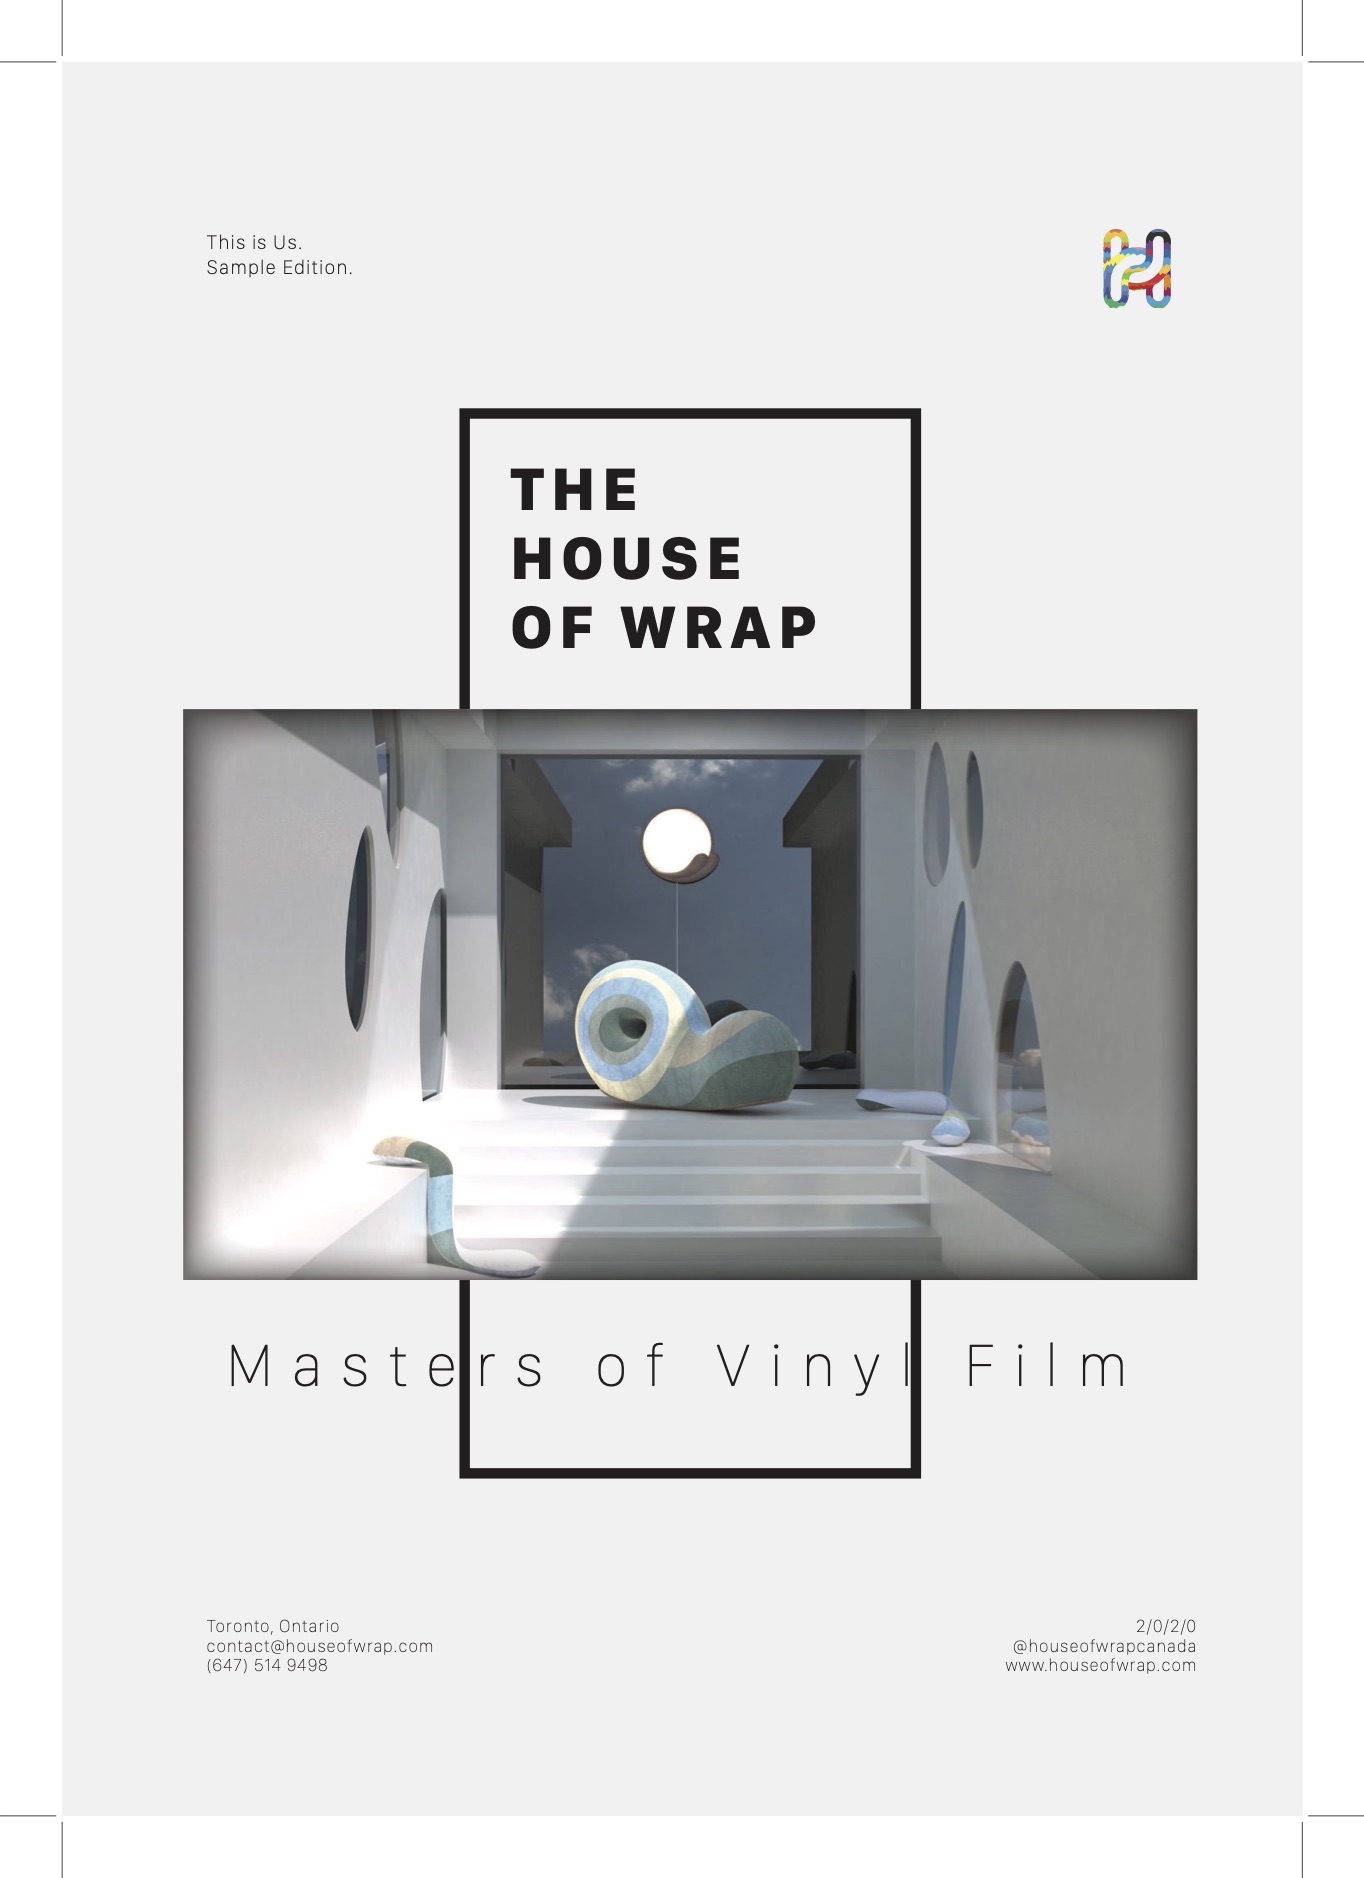 This is Us.
Sample Edition.
THE
HOUSE
OF WRAP
Masters of Vinyl Film
Toronto, Ontario
contact@houseofwrap.com
(647) 514 9498
2/0/2/0
@houseofwrapcanada
www.houseofwrap.com